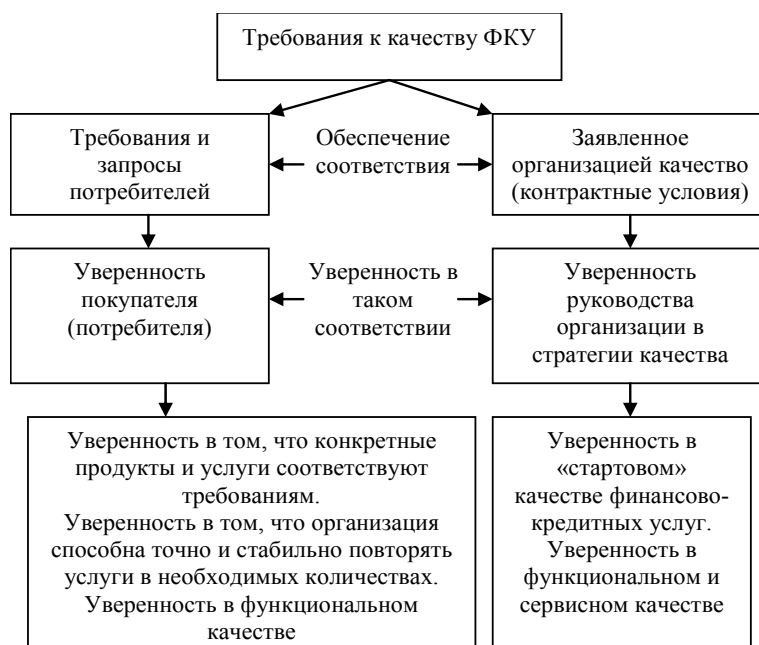 Требования к качеству ФКУ
Требования и
запросы
потребителей
Обеспечение
соответствия
Заявленное
организацией качество
(контрактные условия)
Уверенность
покупателя
(потребителя)
Уверенность в
таком
соответствии
Уверенность
руководства
организации в
стратегии качества
Уверенность в том, что конкретные
продукты и услуги соответствуют
требованиям.
Уверенность в том, что организация
способна точно и стабильно повторять
услуги в необходимых количествах.
Уверенность в функциональном
качестве
Уверенность в
«стартовом»
качестве финансово-
кредитных услуг.
Уверенность в
функциональном и
сервисном качестве